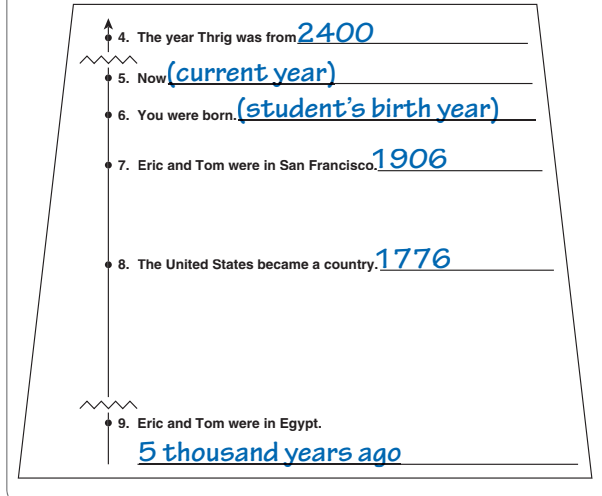 4. The year Thrig was from 2400
5. Now (current year)
6. You were born. (student's birth year)
7. Eric and Tom were in San Francisco. 1906
8. The United States became a country. 1776
9. Eric and Tom were in Egypt.
5 thousand years ago